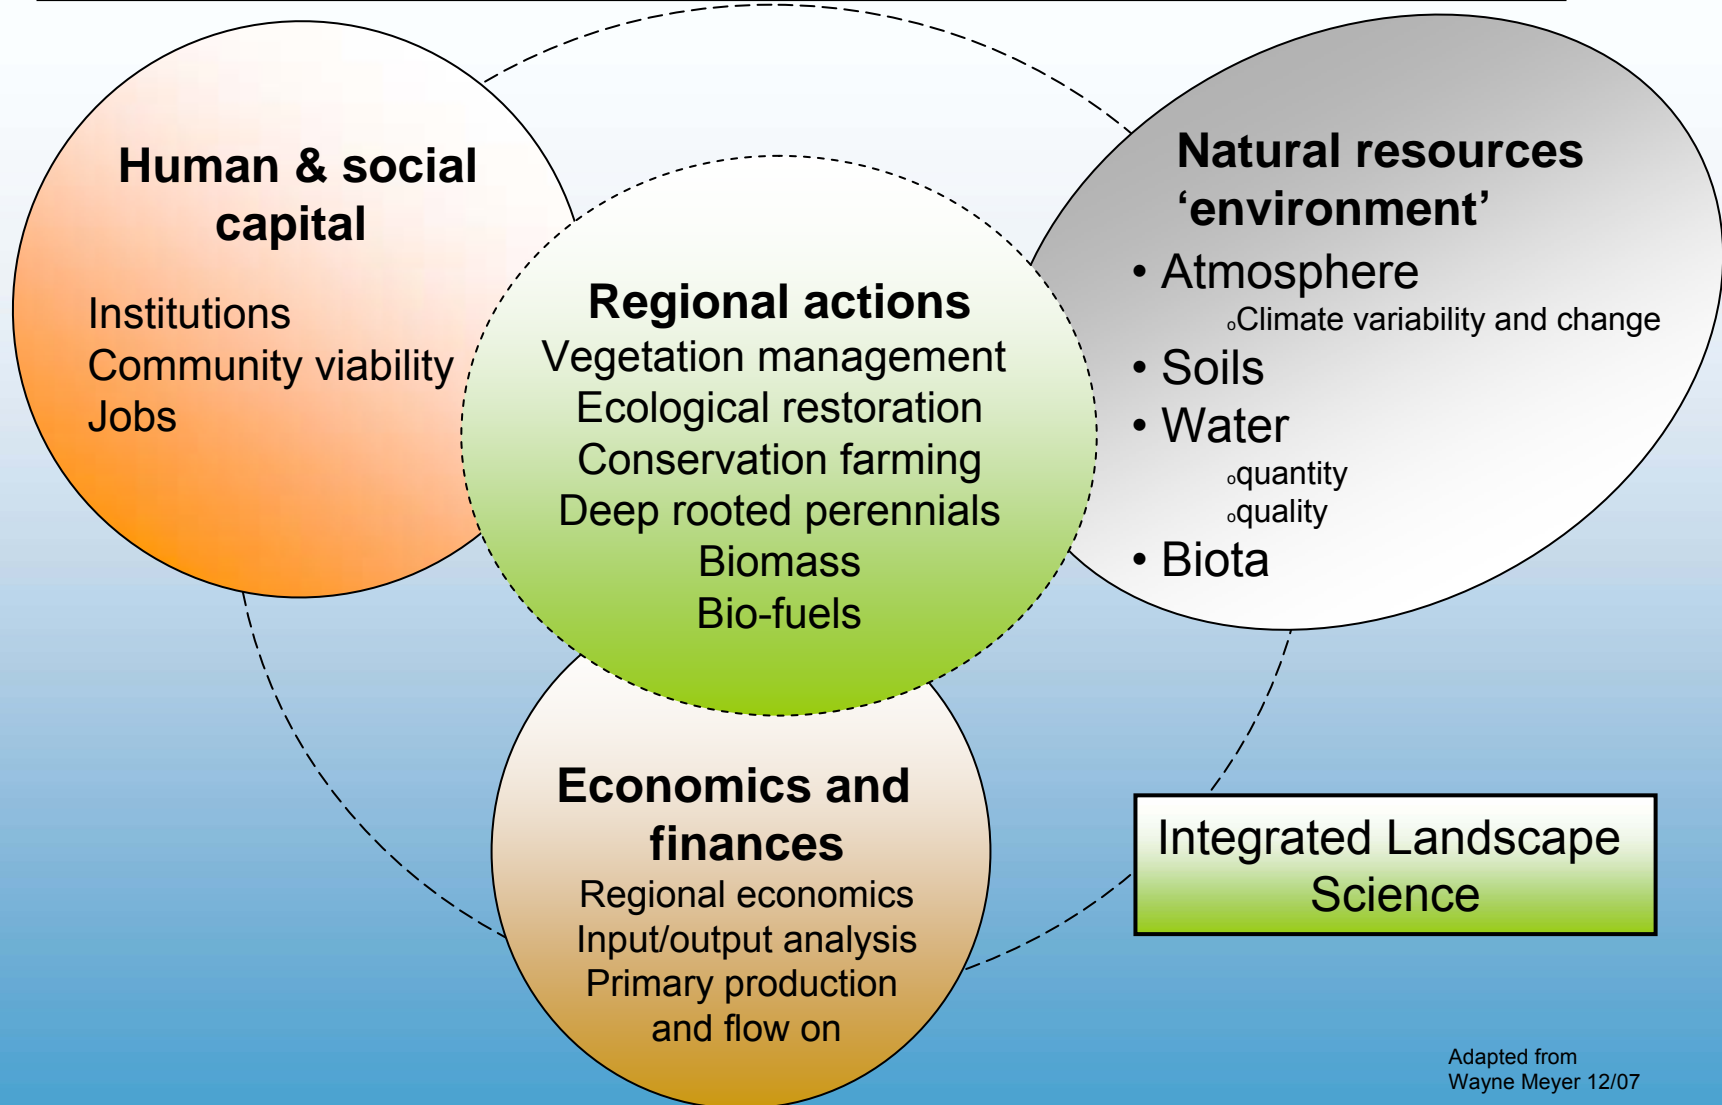 Human & social
capital
Institutions
Community viability
Jobs
Regional actions
Vegetation management
Ecological restoration
Conservation farming
Deep rooted perennials
Biomass
Bio-fuels
Natural resources
‘environment’
• Atmosphere
oClimate variability and change
• Soils
• Water
oquantity
oquality
• Biota
Economics and
finances
Regional economics
Input/output analysis
Primary production
and flow on
Integrated Landscape
Science
Adapted from
Wayne Meyer 12/07